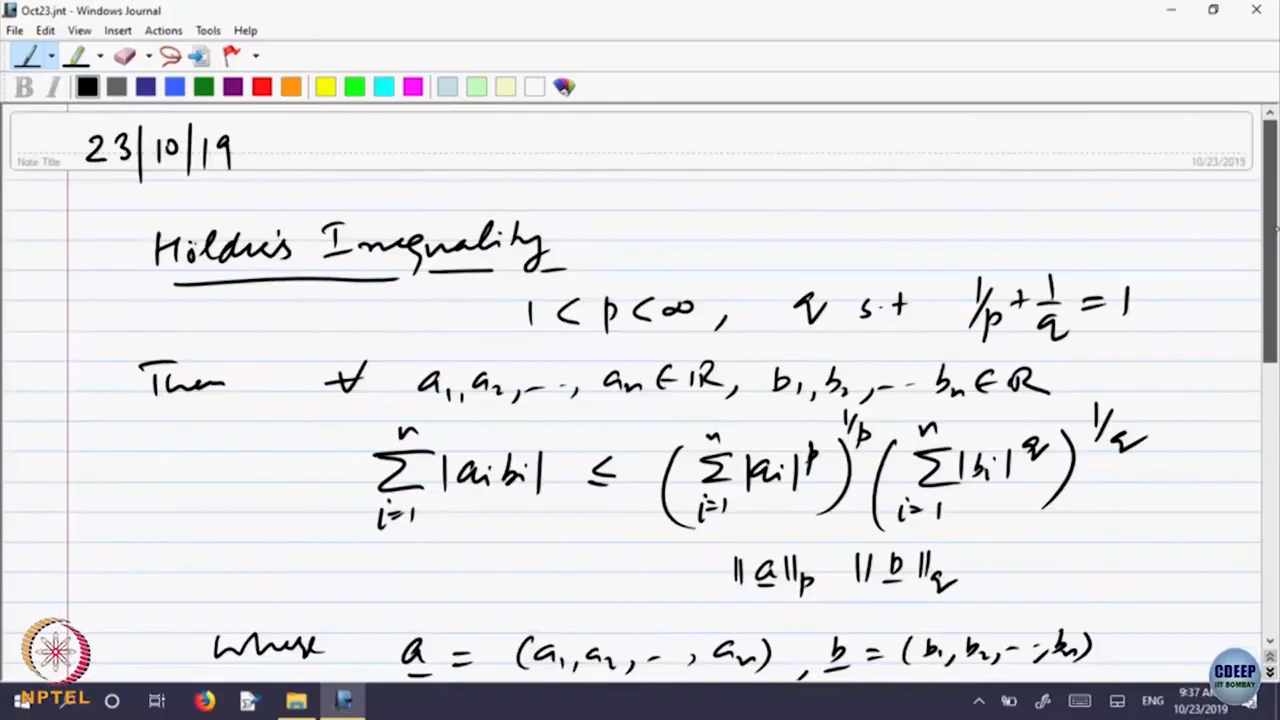 Oct23.jnt - Windows Journal
File Edit View Insert Actions Tools Help
B I
23|10|19
Note Title
10/23/2019
Hölder's Inequality
1 < p < ∞, q s.t 1/p + 1/q = 1
Then ∀ a₁, a₂, --, aₙ ∈ ℝ, b₁, b₂, -- bₙ ∈ ℝ
∑_{i=1}^{n} |aᵢbᵢ| ≤ (∑_{i=1}^{n} |aᵢ|^p)^{1/p} (∑_{i=1}^{n} |bᵢ|^q)^{1/q}
||a||_p ||b||_q
where a = (a₁, a₂, --, aₙ), b = (b₁, b₂, --, bₙ)
NPTEL
CDEEP
IIT BOMBAY
ENG
9:37 AM
10/23/2019